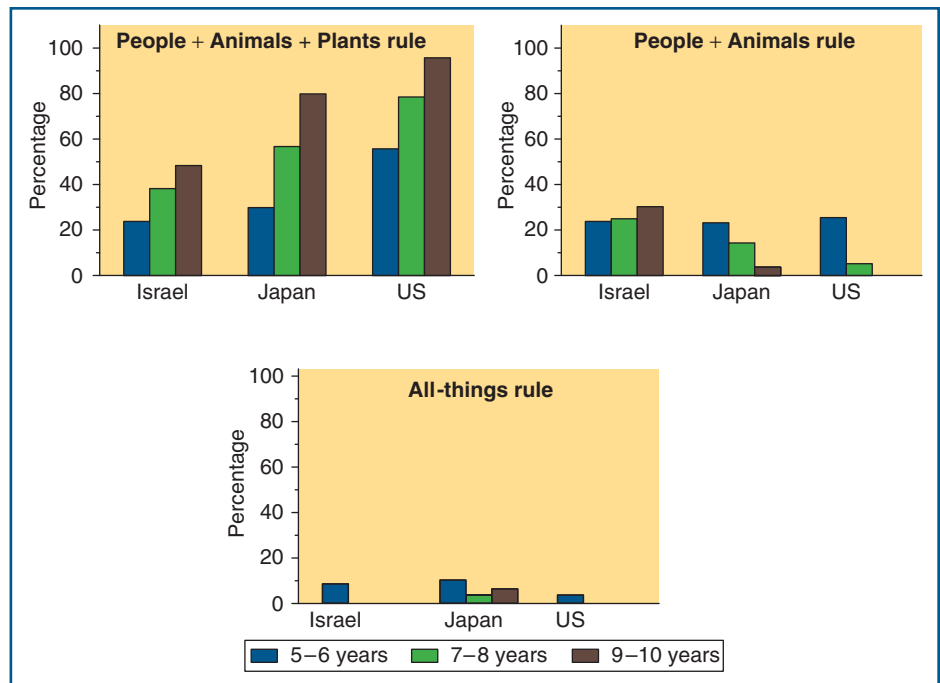 People + Animals + Plants rule
Percentage
100
80
60
40
20
0
Israel Japan US
People + Animals rule
Percentage
100
80
60
40
20
0
Israel Japan US
All-things rule
Percentage
100
80
60
40
20
0
Israel Japan US
5–6 years 7–8 years 9–10 years